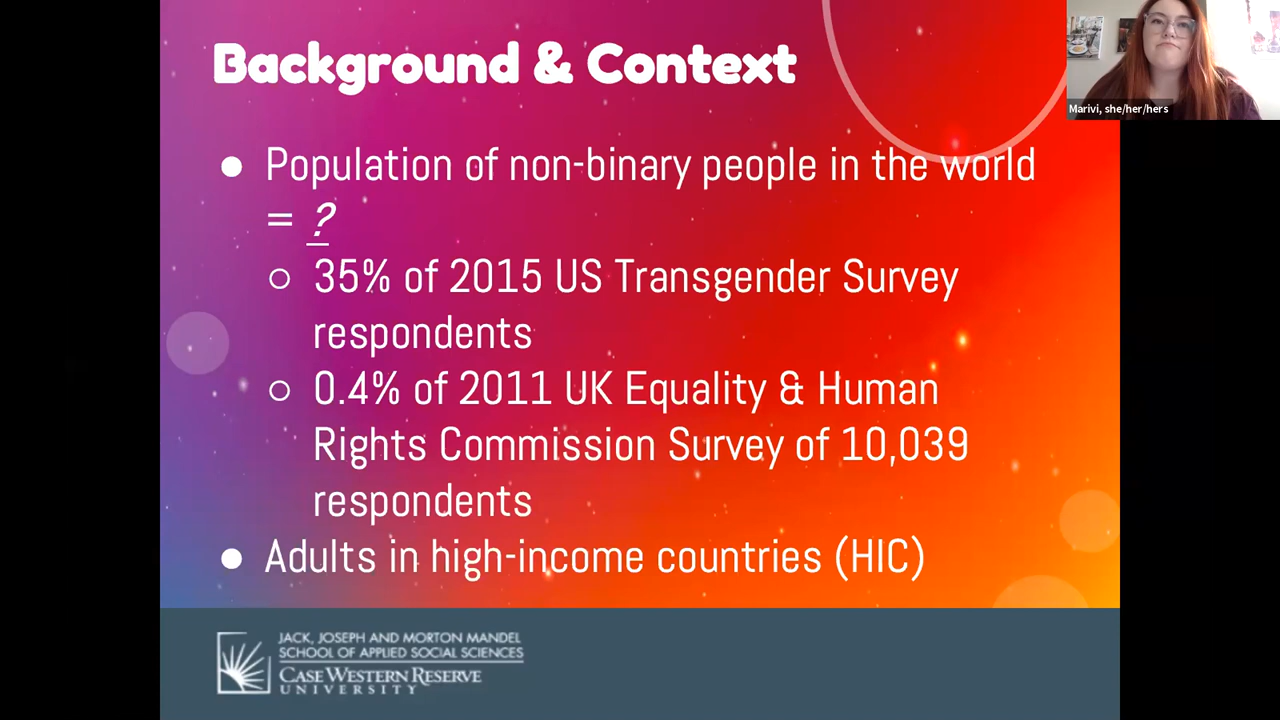 Background & Context
Marivi, she/her/hers
● Population of non-binary people in the world
= ?
○ 35% of 2015 US Transgender Survey
respondents
○ 0.4% of 2011 UK Equality & Human
Rights Commission Survey of 10,039
respondents
● Adults in high-income countries (HIC)
JACK, JOSEPH AND MORTON MANDEL
SCHOOL OF APPLIED SOCIAL SCIENCES
CASE WESTERN RESERVE
UNIVERSITY